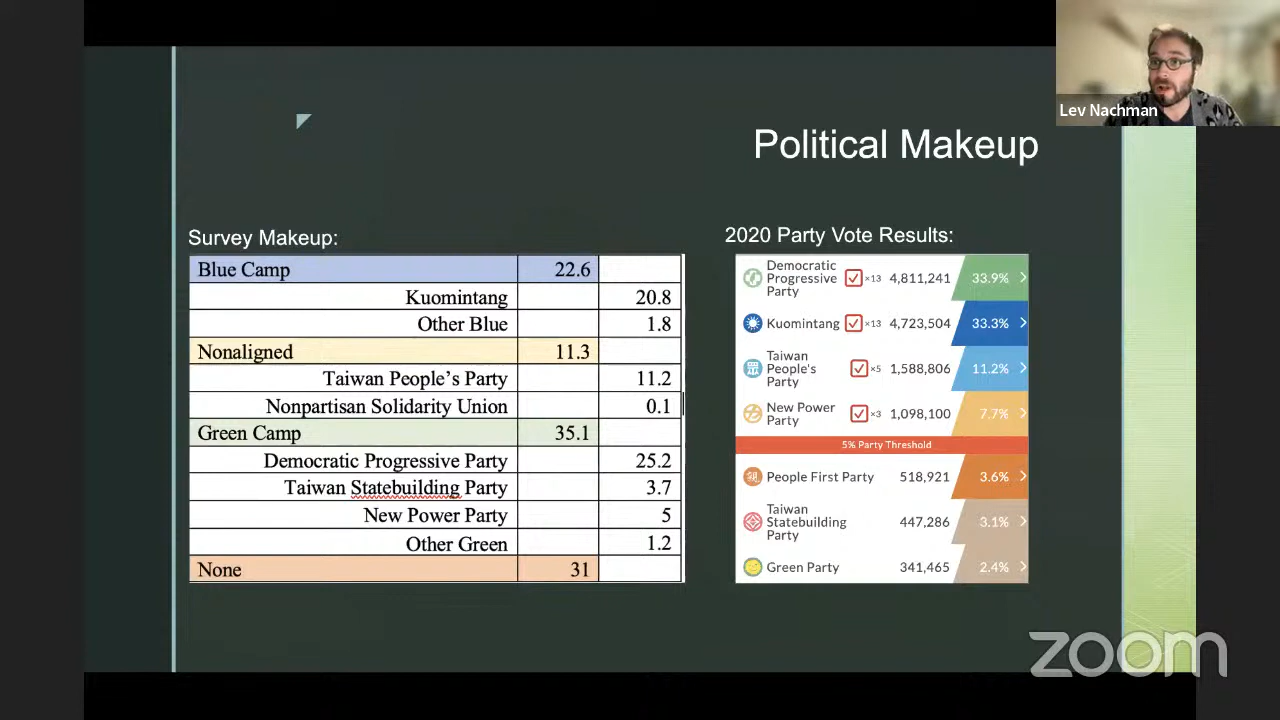 Lev Nachman
Political Makeup
Survey Makeup:
Blue Camp 22.6
Kuomintang 20.8
Other Blue 1.8
Nonaligned 11.3
Taiwan People's Party 11.2
Nonpartisan Solidarity Union 0.1
Green Camp 35.1
Democratic Progressive Party 25.2
Taiwan Statebuilding Party 3.7
New Power Party 5
Other Green 1.2
None 31
2020 Party Vote Results:
Democratic
Progressive ×13 4,811,241 33.9%
Party
Kuomintang ×13 4,723,504 33.3%
Taiwan
People's ×5 1,588,806 11.2%
Party
New Power ×3 1,098,100 7.7%
Party
5% Party Threshold
People First Party 518,921 3.6%
Taiwan
Statebuilding 447,286 3.1%
Party
Green Party 341,465 2.4%
zoom